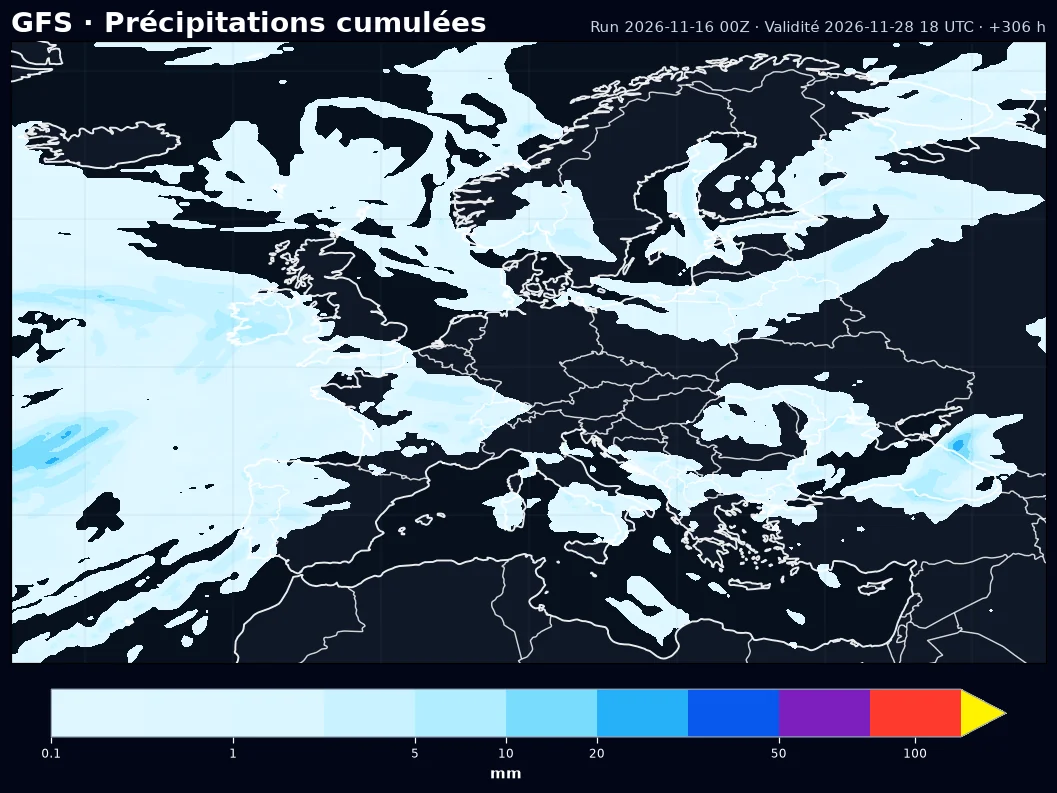 GFS · Précipitations cumulées
Run 2026-11-16 00Z · Validité 2026-11-28 18 UTC · +306 h
0.1 1 5 10 20 50 100
mm